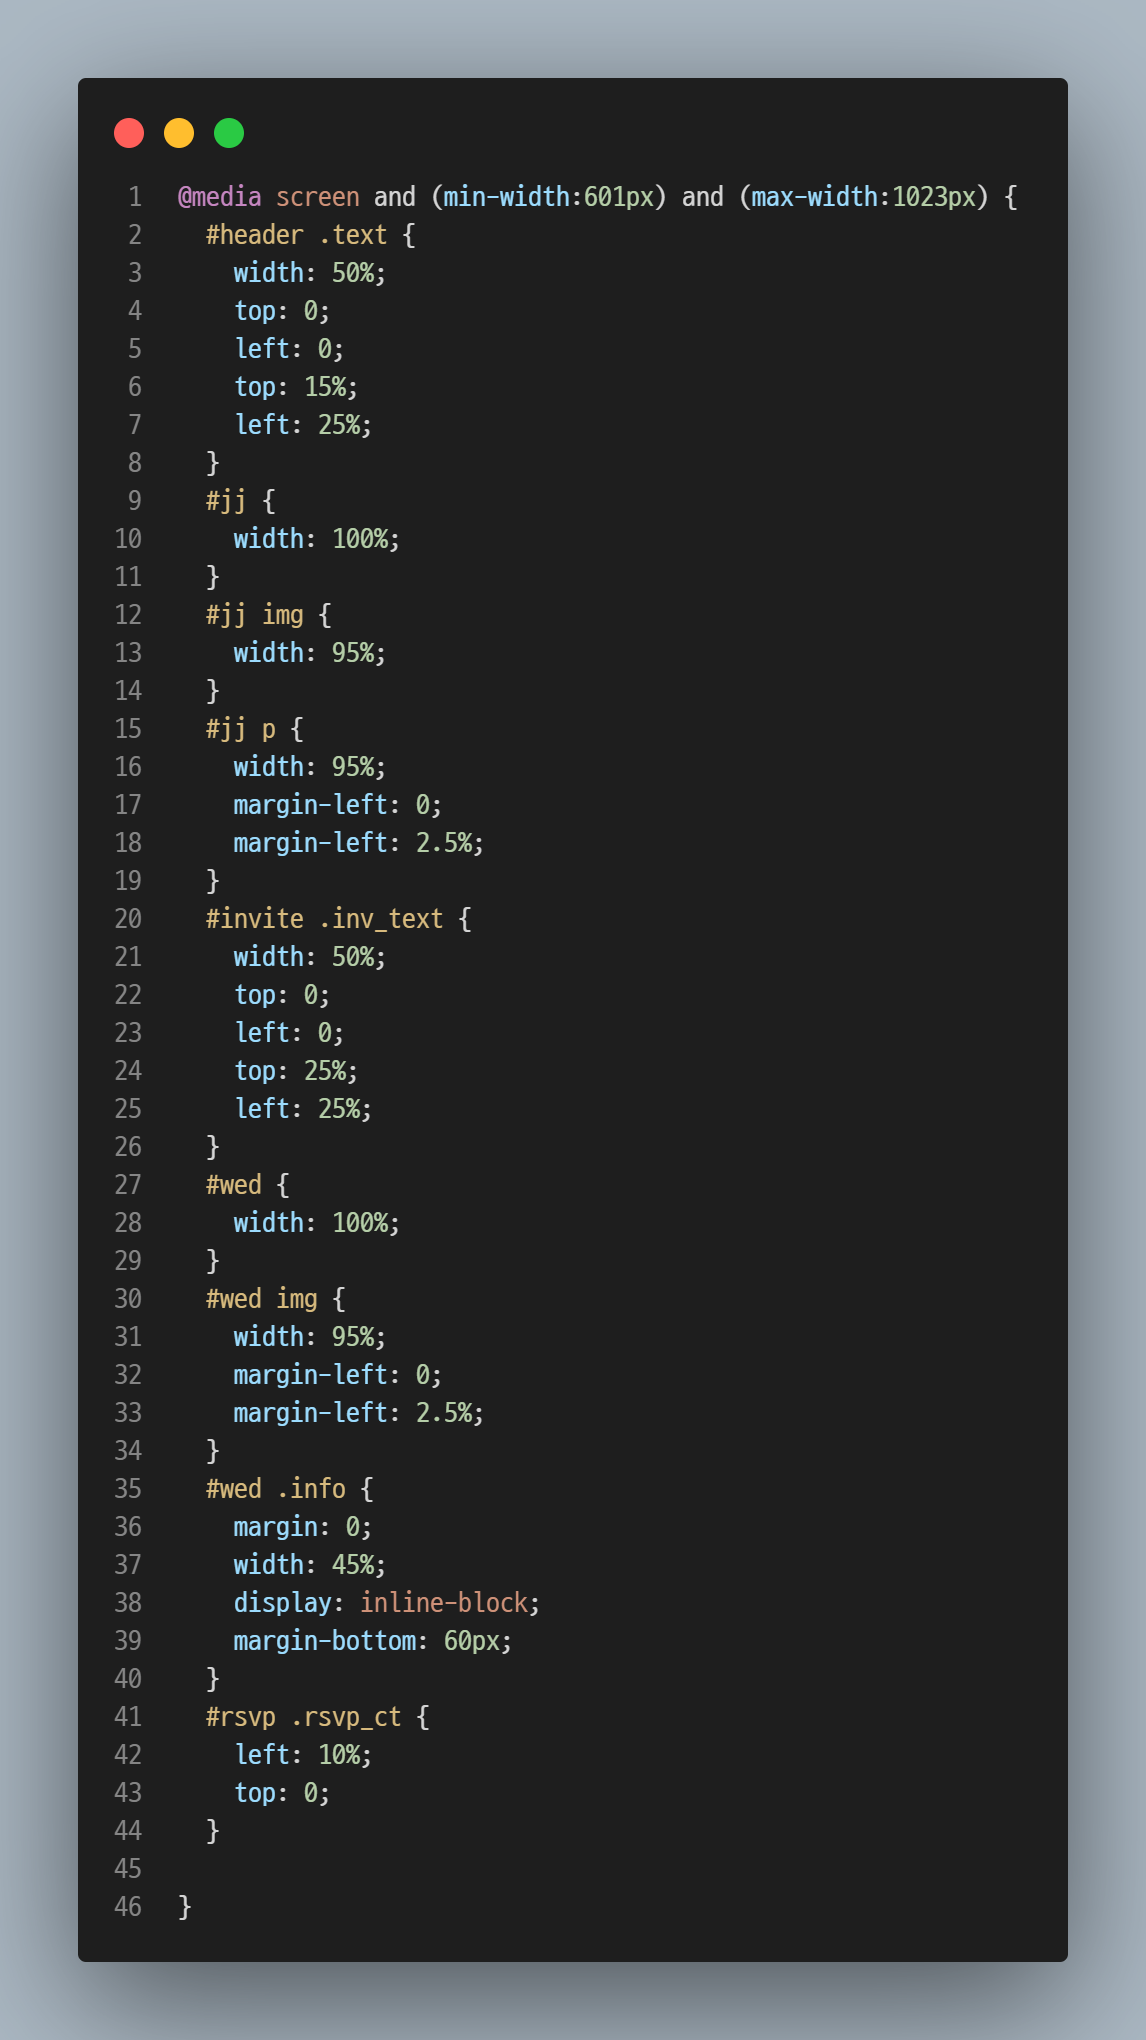 1 @media screen and (min-width:601px) and (max-width:1023px) {
2   #header .text {
3     width: 50%;
4     top: 0;
5     left: 0;
6     top: 15%;
7     left: 25%;
8   }
9   #jj {
10     width: 100%;
11   }
12   #jj img {
13     width: 95%;
14   }
15   #jj p {
16     width: 95%;
17     margin-left: 0;
18     margin-left: 2.5%;
19   }
20   #invite .inv_text {
21     width: 50%;
22     top: 0;
23     left: 0;
24     top: 25%;
25     left: 25%;
26   }
27   #wed {
28     width: 100%;
29   }
30   #wed img {
31     width: 95%;
32     margin-left: 0;
33     margin-left: 2.5%;
34   }
35   #wed .info {
36     margin: 0;
37     width: 45%;
38     display: inline-block;
39     margin-bottom: 60px;
40   }
41   #rsvp .rsvp_ct {
42     left: 10%;
43     top: 0;
44   }
45
46 }